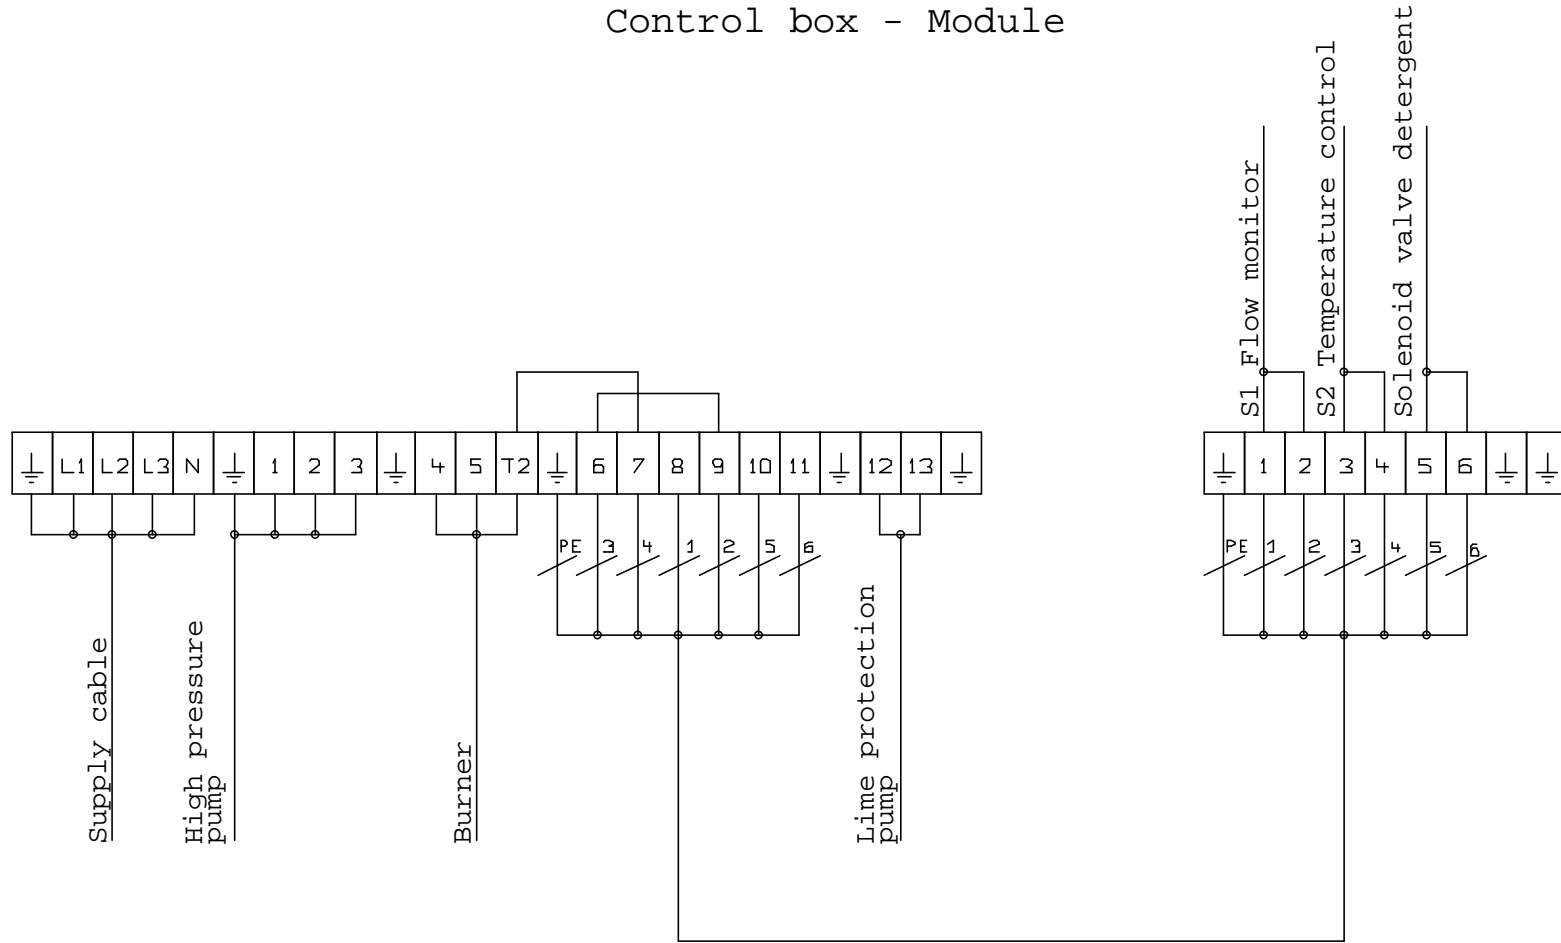 Control box - Module
S1 Flow monitor
S2 Temperature control
Solenoid valve detergent
L1 L2 L3 N 1 2 3 4 5 T2 6 7 8 9 10 11 12 13
1 2 3 4 5 6
PE 3 4 1 2 5 6
PE 1 2 3 4 5 6
Supply cable
High pressure
pump
Burner
Lime protection
pump